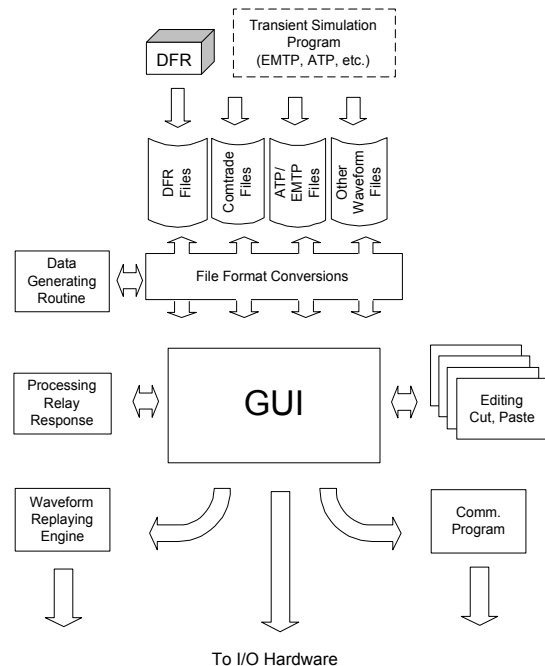 Transient Simulation
Program
(EMTP, ATP, etc.)
DFR
DFR
Files
Comtrade Files
ATP/
EMTP
Files
Other
Waveform
Files
Data
Generating
Routine
File Format Conversions
Processing
Relay
Response
GUI
Editing
Cut, Paste
Waveform
Replaying
Engine
Comm.
Program
To I/O Hardware